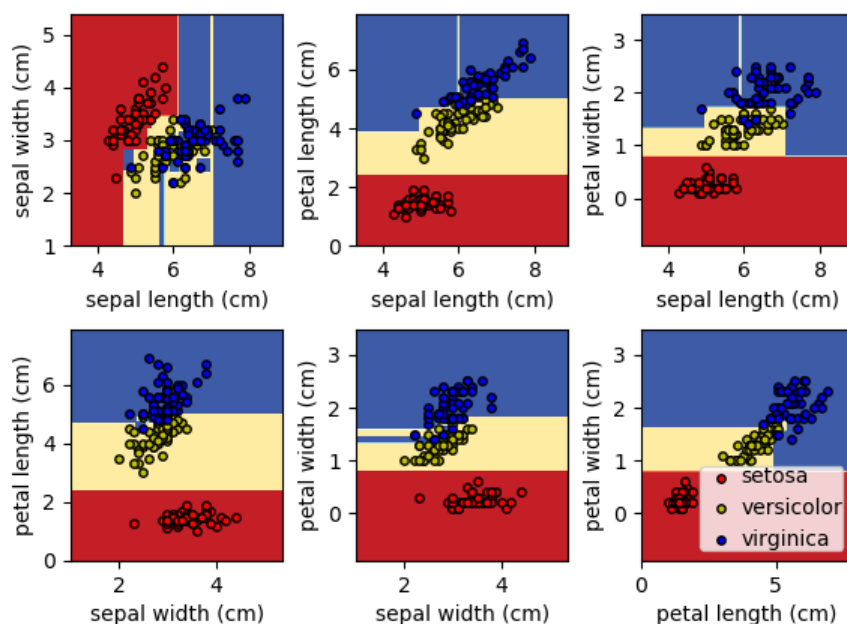 5
4
3
2
1
sepal width (cm)
4
6
8
sepal length (cm)
6
4
2
0
petal length (cm)
4
6
8
sepal length (cm)
3
2
1
0
petal width (cm)
4
6
8
sepal length (cm)
6
4
2
0
petal length (cm)
2
4
sepal width (cm)
3
2
1
0
petal width (cm)
2
4
sepal width (cm)
3
2
1
0
petal width (cm)
setosa
versicolor
virginica
0
5
petal length (cm)